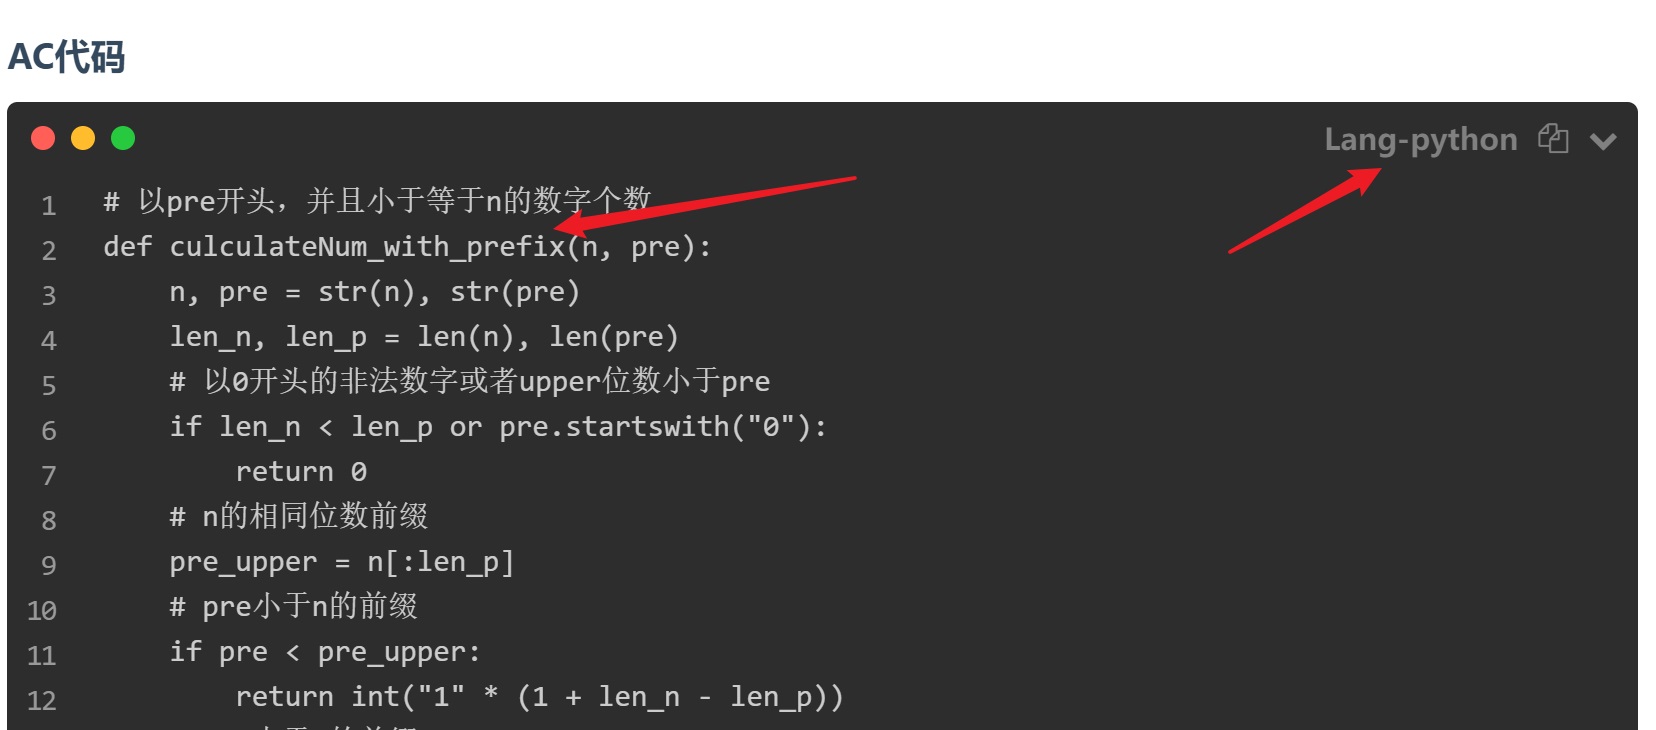 AC代码
Lang-python
1 # 以pre开头，并且小于等于n的数字个数
2 def culculateNum_with_prefix(n, pre):
3     n, pre = str(n), str(pre)
4     len_n, len_p = len(n), len(pre)
5     # 以0开头的非法数字或者upper位数小于pre
6     if len_n < len_p or pre.startswith("0"):
7         return 0
8     # n的相同位数前缀
9     pre_upper = n[:len_p]
10     # pre小于n的前缀
11     if pre < pre_upper:
12         return int("1" * (1 + len_n - len_p))